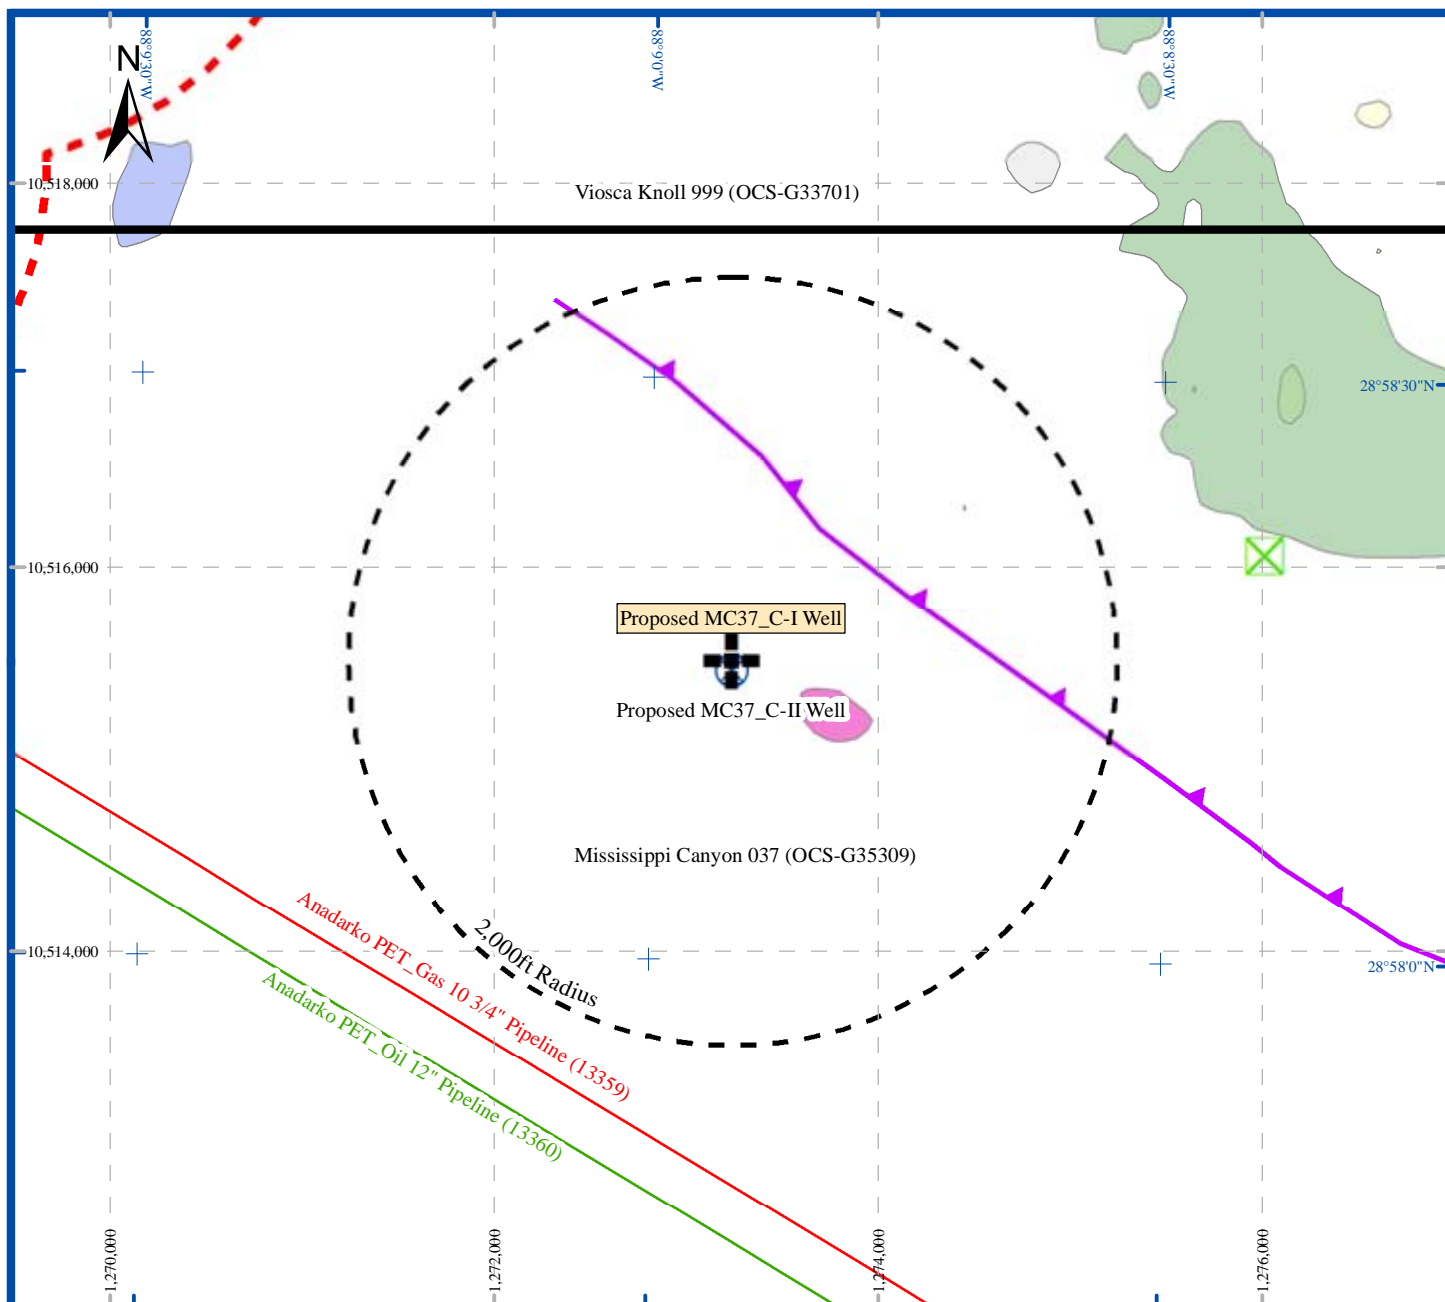 N
88°9'30"W
88°9'0"W
88°8'30"W
10,518,000
Viosca Knoll 999 (OCS-G33701)
28°58'30"N
10,516,000
Proposed MC37_C-I Well
Proposed MC37_C-II Well
Mississippi Canyon 037 (OCS-G35309)
10,514,000
2,000ft Radius
28°58'0"N
Anadarko PET_Gas 10 3/4" Pipeline (13359)
Anadarko PET_Oil 12" Pipeline (13360)
1,270,000
1,272,000
1,274,000
1,276,000